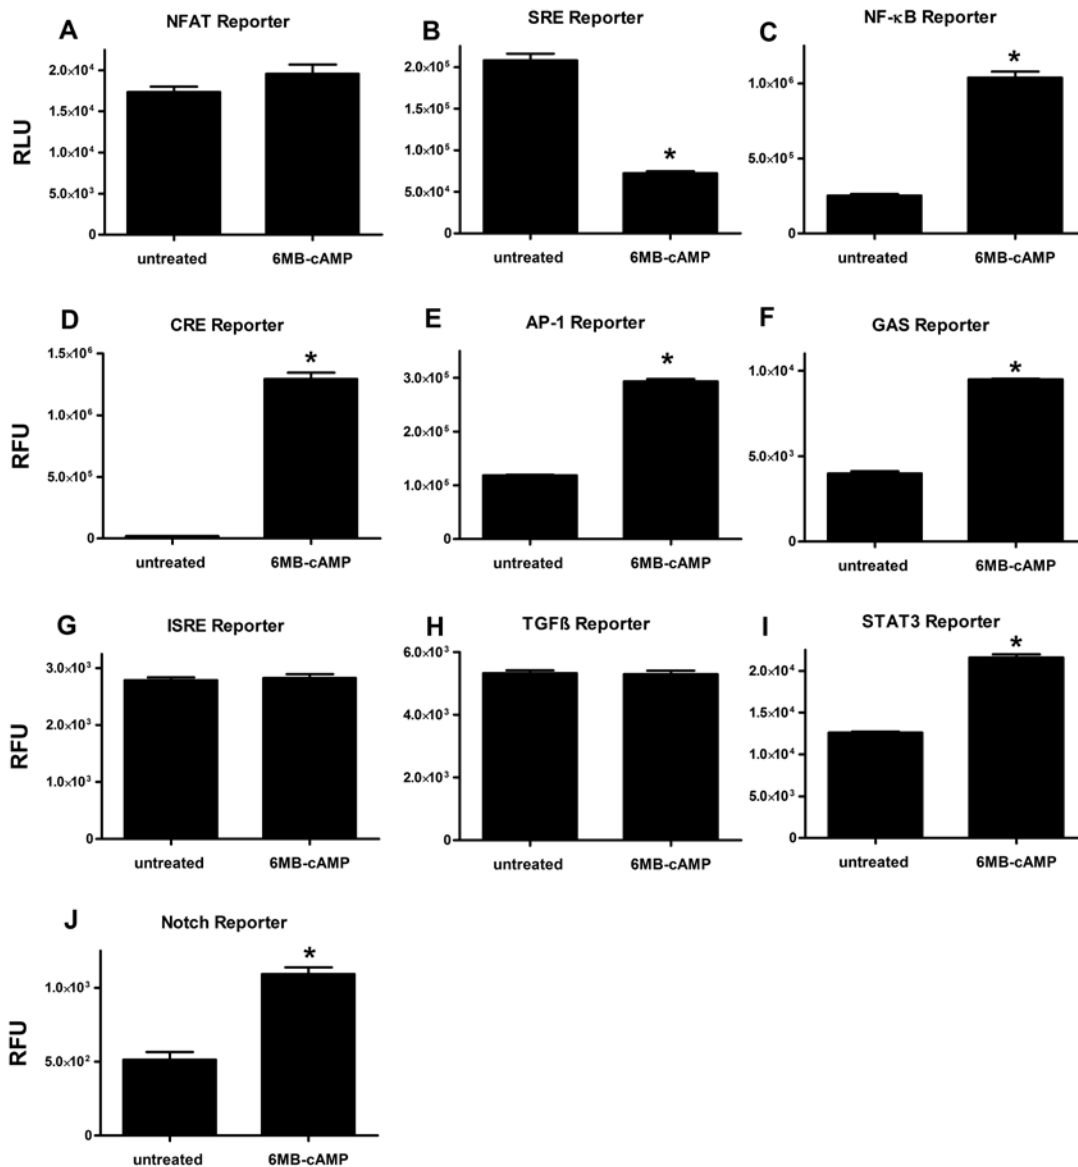 A NFAT Reporter
RLU
2.0×10⁴
1.5×10⁴
1.0×10⁴
5.0×10³
0
untreated 6MB-cAMP
B SRE Reporter
2.0×10⁵
1.5×10⁵
1.0×10⁵
5.0×10⁴
0
*
untreated 6MB-cAMP
C NF-κB Reporter
1.0×10⁶
5.0×10⁵
0
*
untreated 6MB-cAMP
D CRE Reporter
RFU
1.5×10⁶
1.0×10⁶
5.0×10⁵
0
*
untreated 6MB-cAMP
E AP-1 Reporter
3.0×10⁵
2.0×10⁵
1.0×10⁵
0
*
untreated 6MB-cAMP
F GAS Reporter
1.0×10⁴
5.0×10³
0
*
untreated 6MB-cAMP
G ISRE Reporter
RFU
3.0×10³
2.0×10³
1.0×10³
0
untreated 6MB-cAMP
H TGFß Reporter
6.0×10³
4.0×10³
2.0×10³
0
untreated 6MB-cAMP
I STAT3 Reporter
2.0×10⁴
1.5×10⁴
1.0×10⁴
5.0×10³
0
*
untreated 6MB-cAMP
J Notch Reporter
RFU
1.0×10³
5.0×10²
0
*
untreated 6MB-cAMP